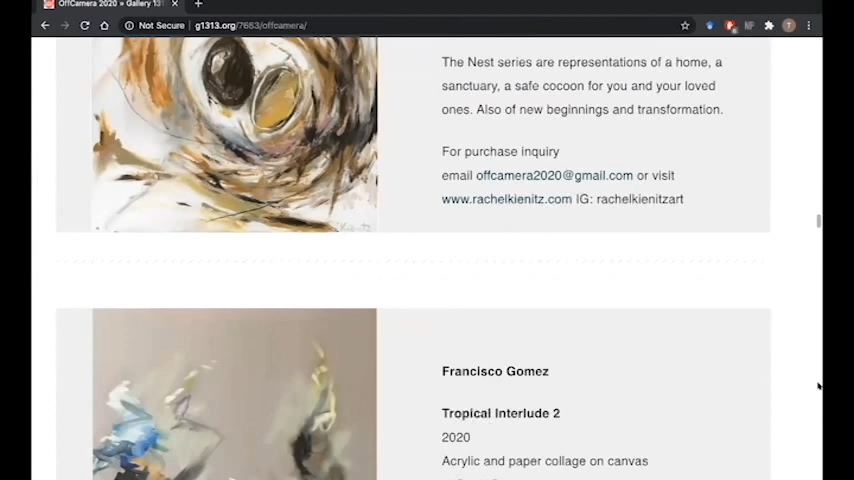 OffCamera 2020 » Gallery 131
Not Secure
g1313.org/7683/offcamera/
T
The Nest series are representations of a home, a
sanctuary, a safe cocoon for you and your loved
ones. Also of new beginnings and transformation.
For purchase inquiry
email offcamera2020@gmail.com or visit
www.rachelkienitz.com IG: rachelkienitzart
Francisco Gomez
Tropical Interlude 2
2020
Acrylic and paper collage on canvas